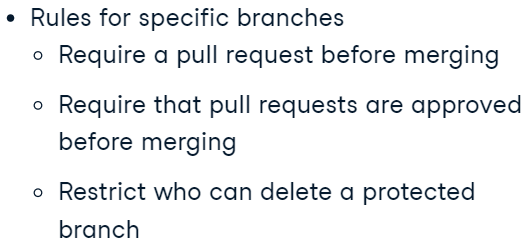 • Rules for specific branches
◦ Require a pull request before merging
◦ Require that pull requests are approved
before merging
◦ Restrict who can delete a protected
branch